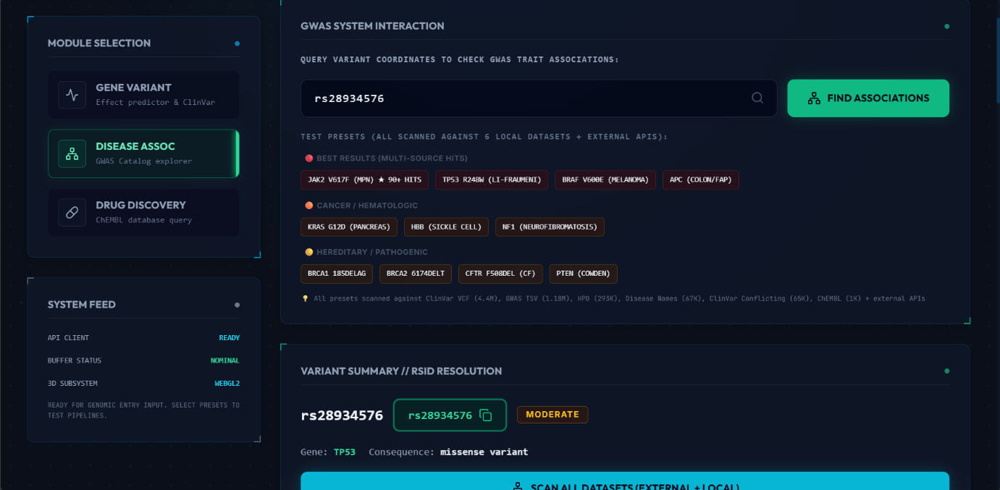 MODULE SELECTION
GENE VARIANT
Effect predictor & ClinVar
DISEASE ASSOC
GWAS Catalog explorer
DRUG DISCOVERY
ChEMBL database query
SYSTEM FEED
API CLIENT READY
BUFFER STATUS NOMINAL
3D SUBSYSTEM WEBGL2
READY FOR GENOMIC ENTRY INPUT. SELECT PRESETS TO
TEST PIPELINES.
GWAS SYSTEM INTERACTION
QUERY VARIANT COORDINATES TO CHECK GWAS TRAIT ASSOCIATIONS:
rs28934576 FIND ASSOCIATIONS
TEST PRESETS (ALL SCANNED AGAINST 6 LOCAL DATASETS + EXTERNAL APIS):
BEST RESULTS (MULTI-SOURCE HITS)
JAK2 V617F (MPN) ★ 90+ HITS TP53 R248W (LI-FRAUMENI) BRAF V600E (MELANOMA) APC (COLON/FAP)
CANCER / HEMATOLOGIC
KRAS G12D (PANCREAS) HBB (SICKLE CELL) NF1 (NEUROFIBROMATOSIS)
HEREDITARY / PATHOGENIC
BRCA1 185DELAG BRCA2 6174DELT CFTR F508DEL (CF) PTEN (COWDEN)
All presets scanned against ClinVar VCF (4.4M), GWAS TSV (1.18M), HPO (293K), Disease Names (67K), ClinVar Conflicting (65K), ChEMBL (1K) + external APIs
VARIANT SUMMARY // RSID RESOLUTION
rs28934576 rs28934576 MODERATE
Gene: TP53 Consequence: missense variant
SCAN ALL DATASETS (EXTERNAL + LOCAL)